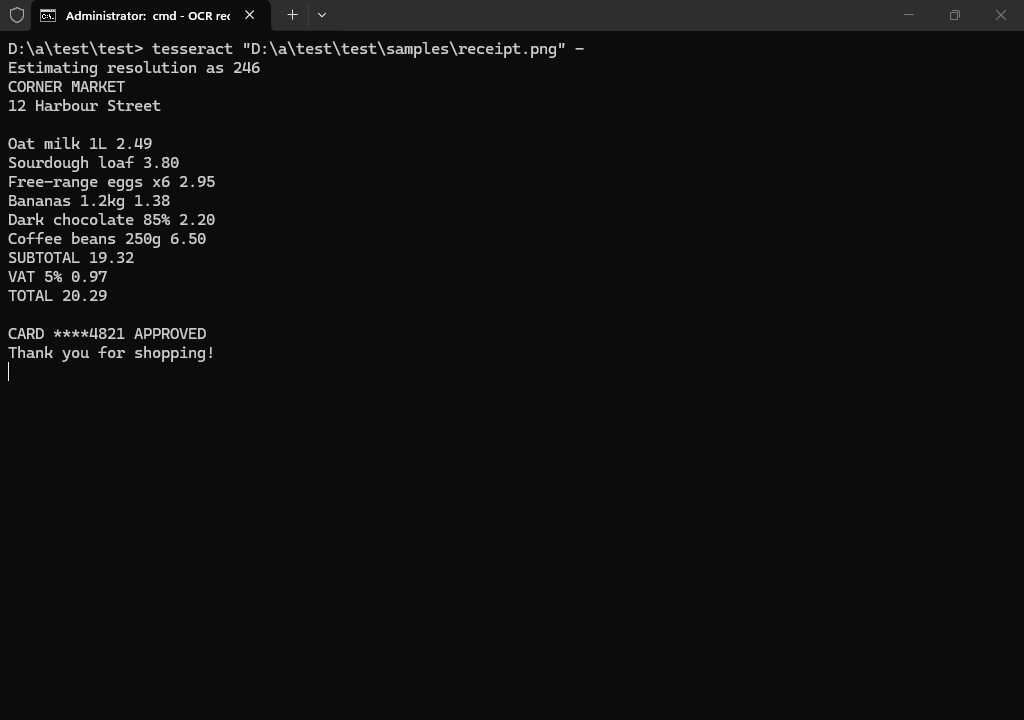 Administrator: cmd - OCR rec
D:\a\test\test> tesseract "D:\a\test\test\samples\receipt.png" -
Estimating resolution as 246
CORNER MARKET
12 Harbour Street
Oat milk 1L 2.49
Sourdough loaf 3.80
Free-range eggs x6 2.95
Bananas 1.2kg 1.38
Dark chocolate 85% 2.20
Coffee beans 250g 6.50
SUBTOTAL 19.32
VAT 5% 0.97
TOTAL 20.29
CARD ****4821 APPROVED
Thank you for shopping!